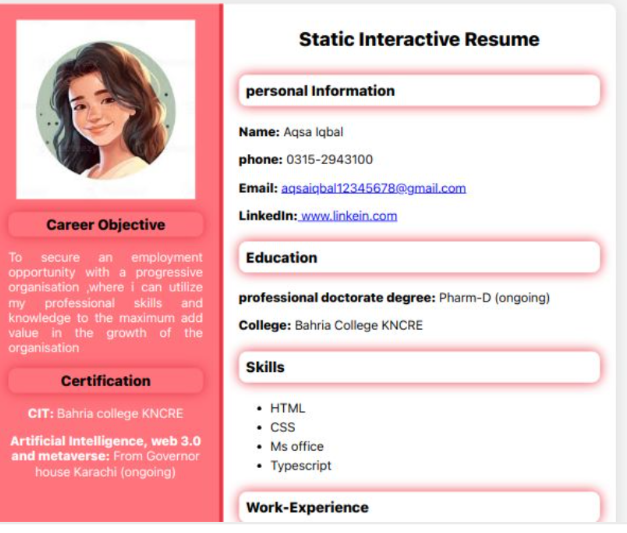 Career Objective
To secure an employment
opportunity with a progressive
organisation ,where i can utilize
my professional skills and
knowledge to the maximum add
value in the growth of the
organisation
Certification
CIT: Bahria college KNCRE
Artificial Intelligence, web 3.0
and metaverse: From Governor
house Karachi (ongoing)
Static Interactive Resume
personal Information
Name: Aqsa Iqbal
phone: 0315-2943100
Email: aqsaiqbal12345678@gmail.com
LinkedIn: www.linkein.com
Education
professional doctorate degree: Pharm-D (ongoing)
College: Bahria College KNCRE
Skills
HTML
CSS
Ms office
Typescript
Work-Experience